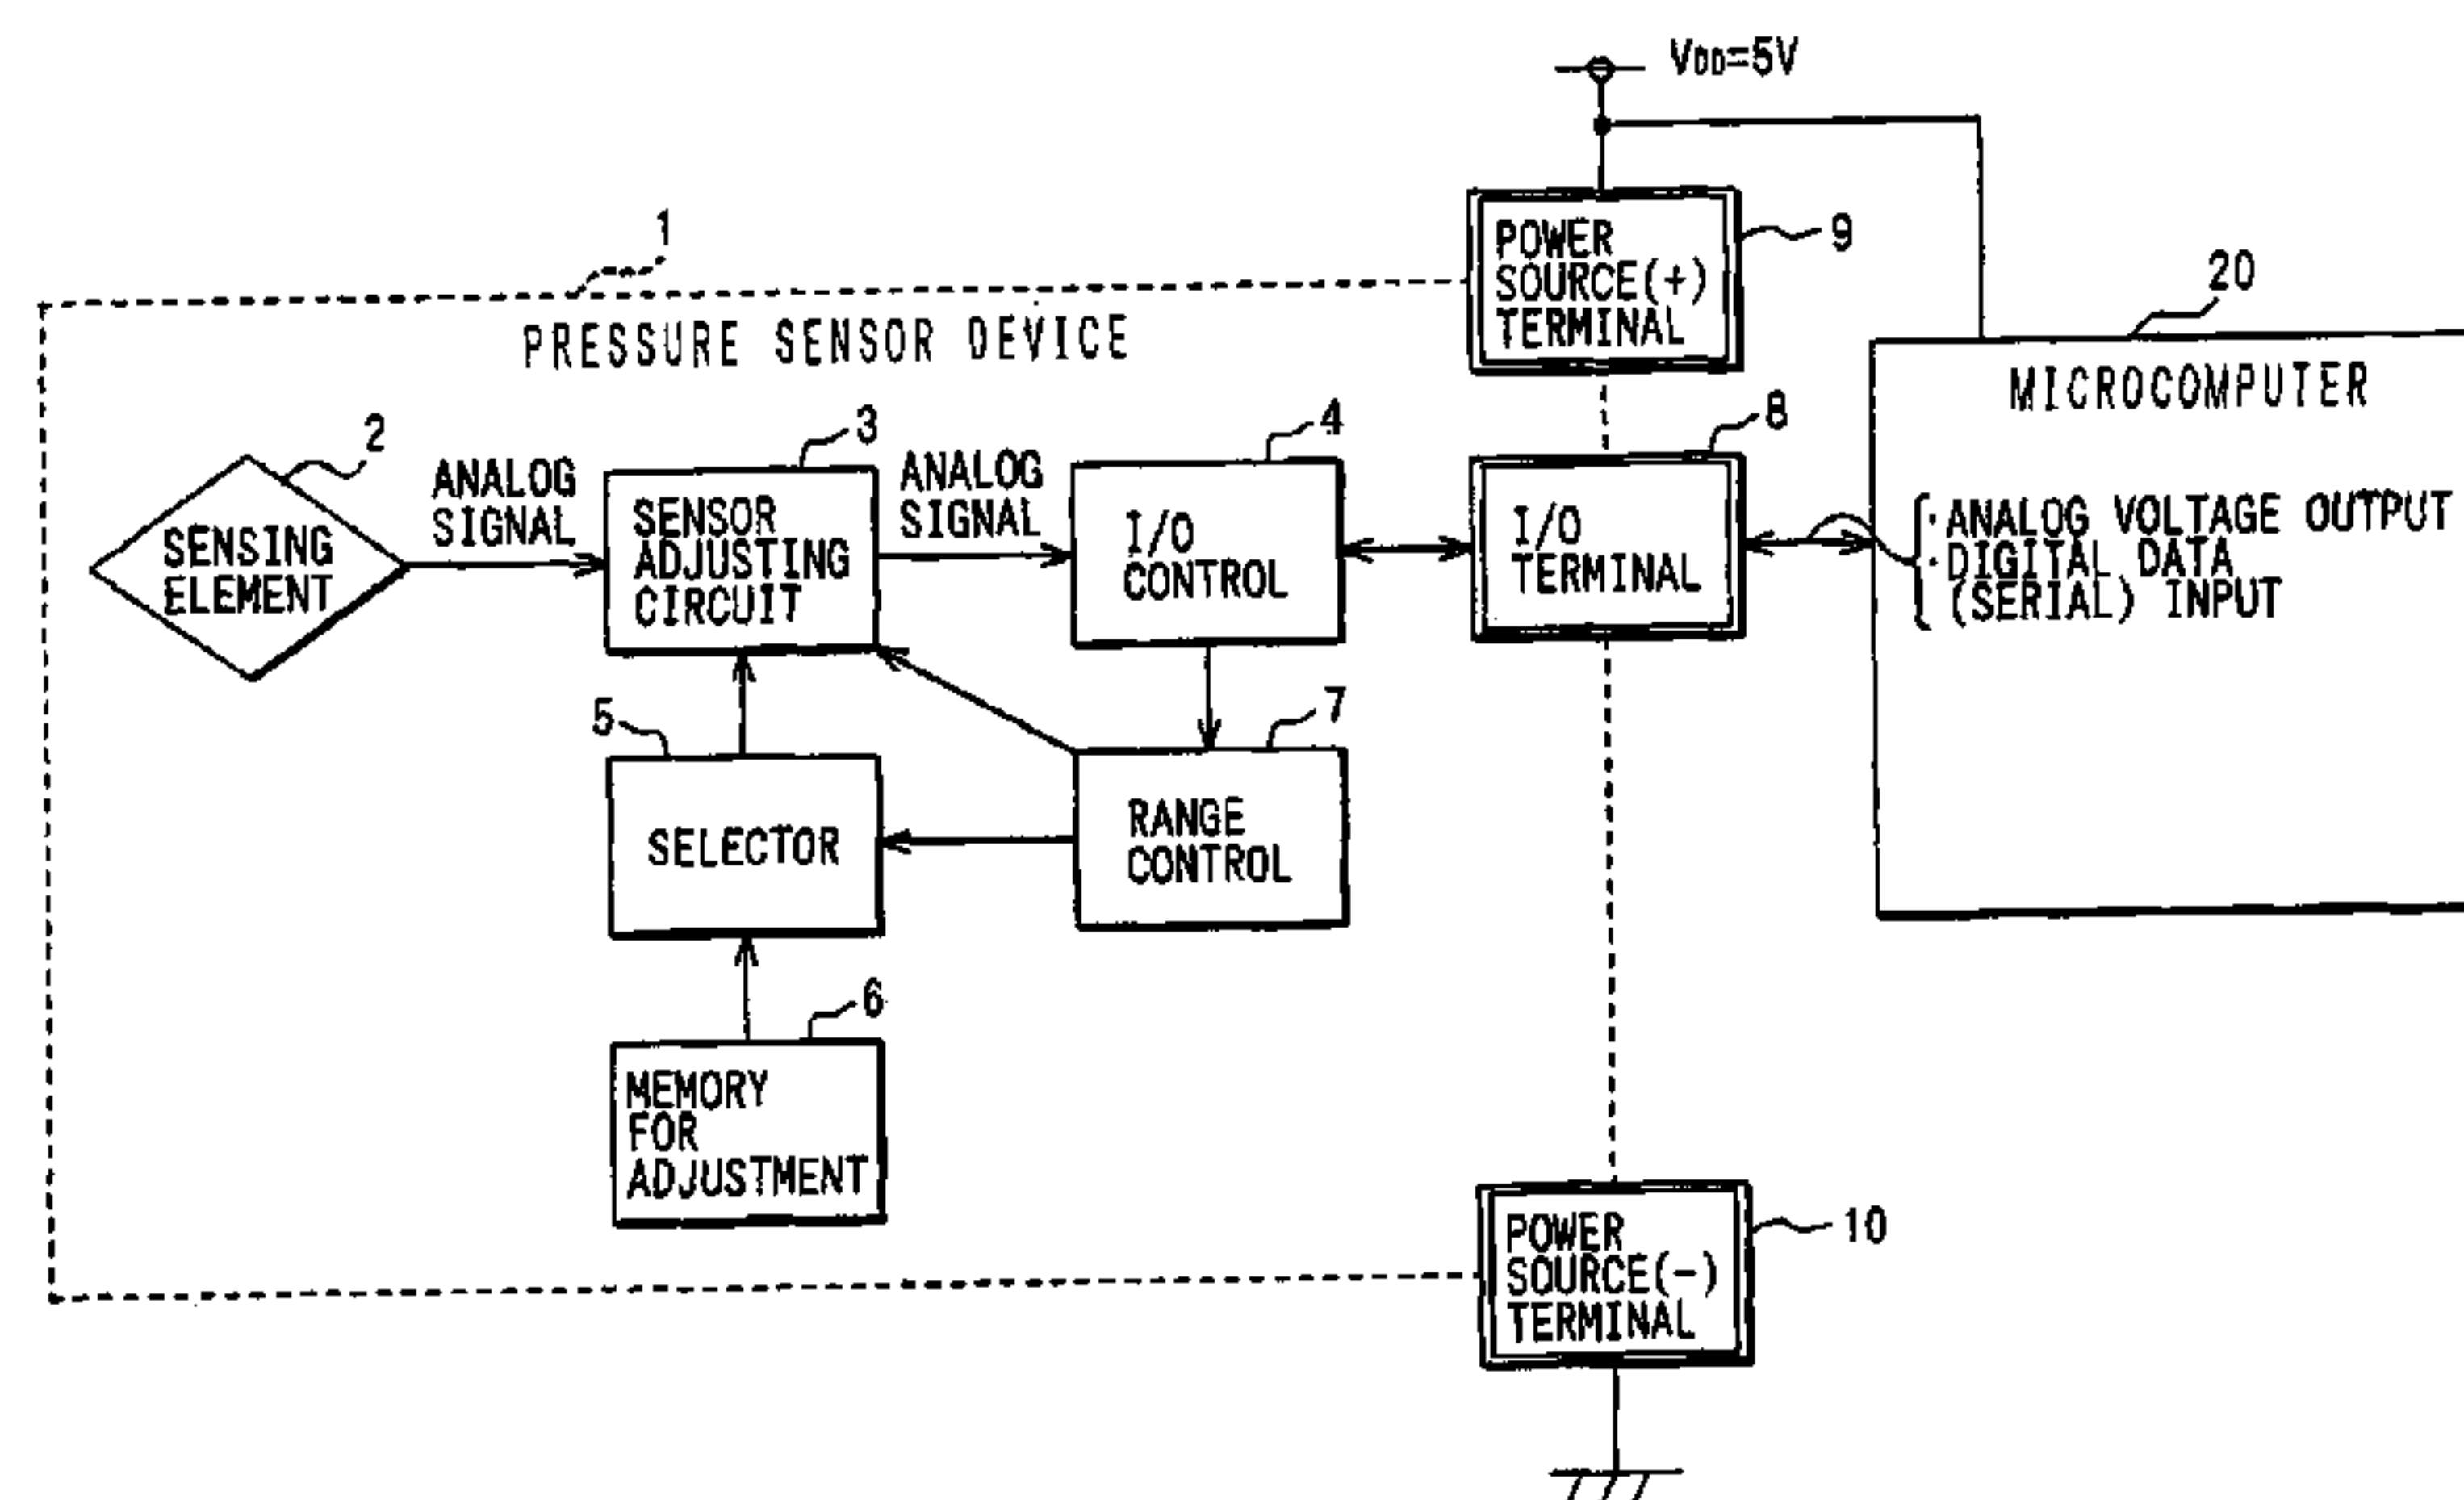 VDD=5V
1
POWER
SOURCE(+)
TERMINAL
9
20
PRESSURE SENSOR DEVICE
MICROCOMPUTER
2
ANALOG
SIGNAL
3
ANALOG
SIGNAL
4
8
SENSING
ELEMENT
SENSOR
ADJUSTING
CIRCUIT
I/O
CONTROL
I/O
TERMINAL
·ANALOG VOLTAGE OUTPUT
·DIGITAL DATA
(SERIAL) INPUT
5
7
SELECTOR
RANGE
CONTROL
6
MEMORY
FOR
ADJUSTMENT
POWER
SOURCE(-)
TERMINAL
10